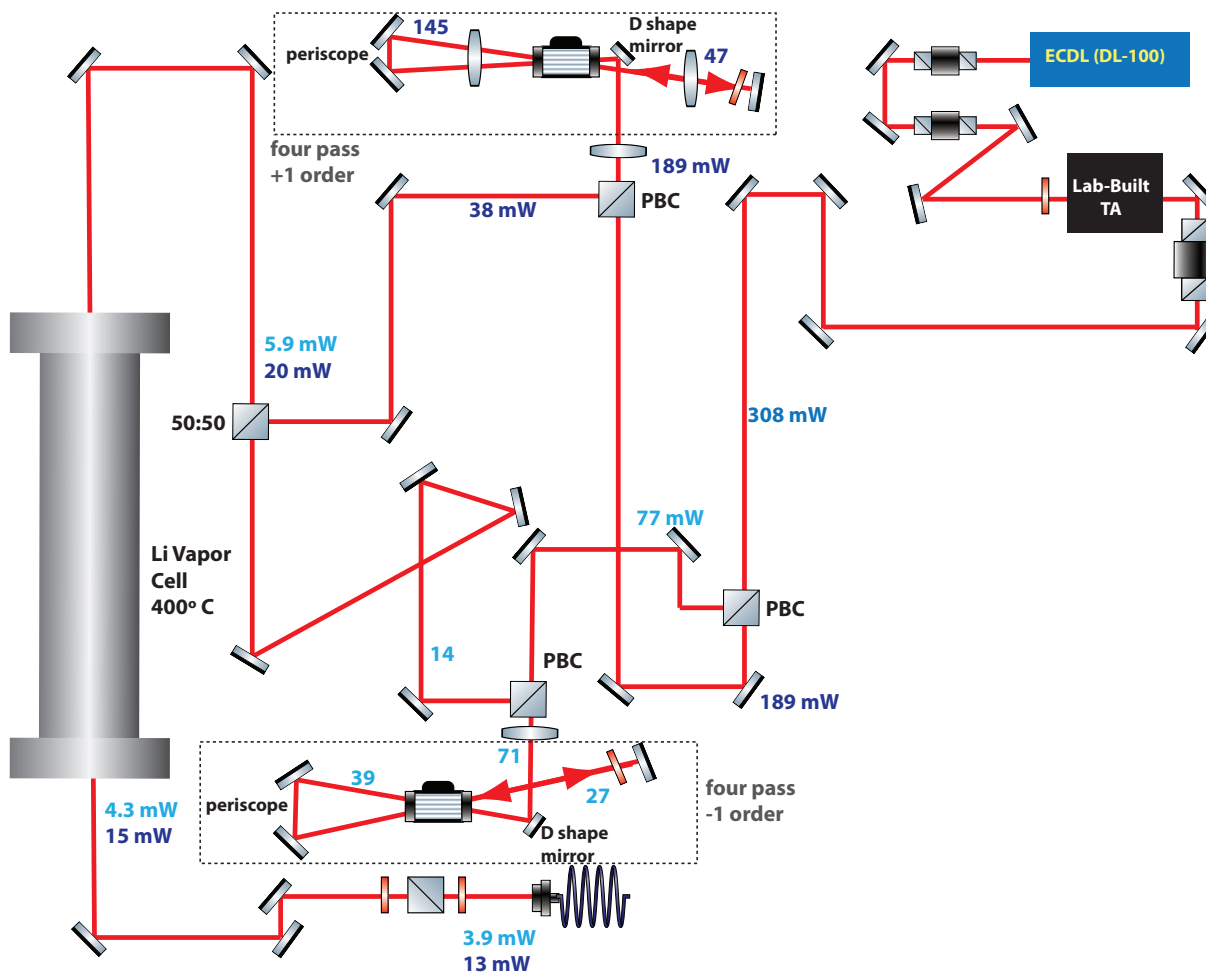 145
periscope
D shape
mirror
47
ECDL (DL-100)
four pass
+1 order
189 mW
PBC
38 mW
Lab-Built
TA
5.9 mW
20 mW
50:50
308 mW
77 mW
Li Vapor
Cell
400º C
PBC
14
PBC
189 mW
71
39
27
periscope
four pass
-1 order
4.3 mW
15 mW
D shape
mirror
3.9 mW
13 mW